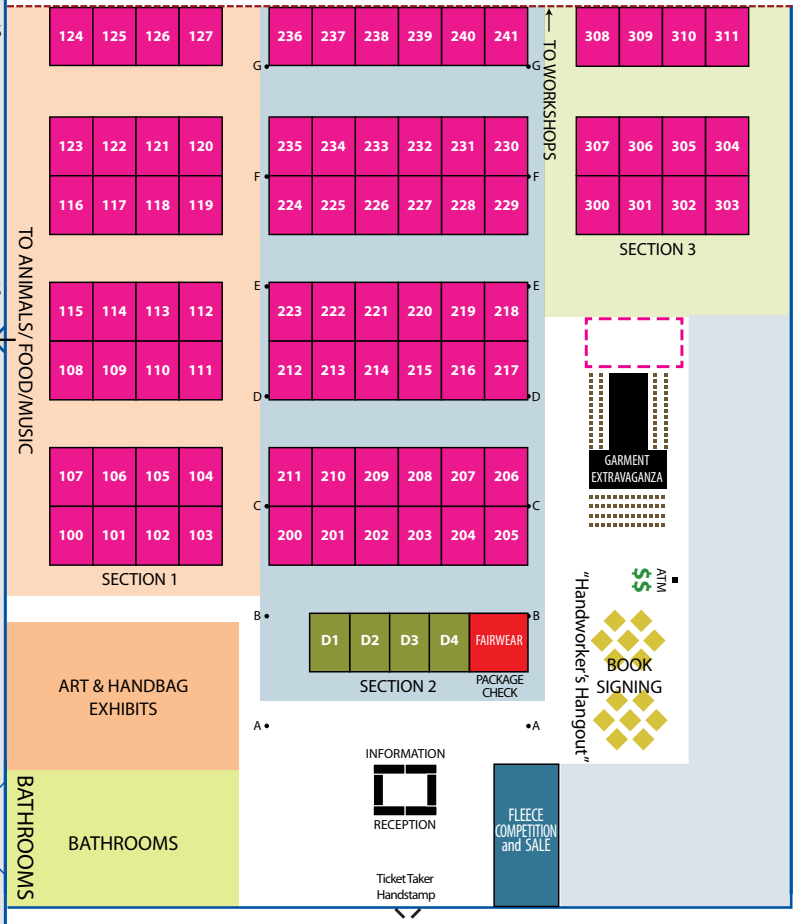 124 125 126 127
236 237 238 239 240 241
308 309 310 311
G G
TO WORKSHOPS
123 122 121 120
235 234 233 232 231 230
307 306 305 304
F F
116 117 118 119
224 225 226 227 228 229
300 301 302 303
SECTION 3
TO ANIMALS/ FOOD/MUSIC
E E
115 114 113 112
223 222 221 220 219 218
108 109 110 111
212 213 214 215 216 217
D D
GARMENT
EXTRAVAGANZA
107 106 105 104
211 210 209 208 207 206
C C
100 101 102 103
200 201 202 203 204 205
SECTION 1
$$
ATM
"Handworker's Hangout"
B B
D1 D2 D3 D4 FAIRWEAR
SECTION 2
PACKAGE
CHECK
BOOK
SIGNING
ART & HANDBAG
EXHIBITS
A A
INFORMATION
RECEPTION
BATHROOMS
BATHROOMS
FLEECE
COMPETITION
and SALE
Ticket Taker
Handstamp